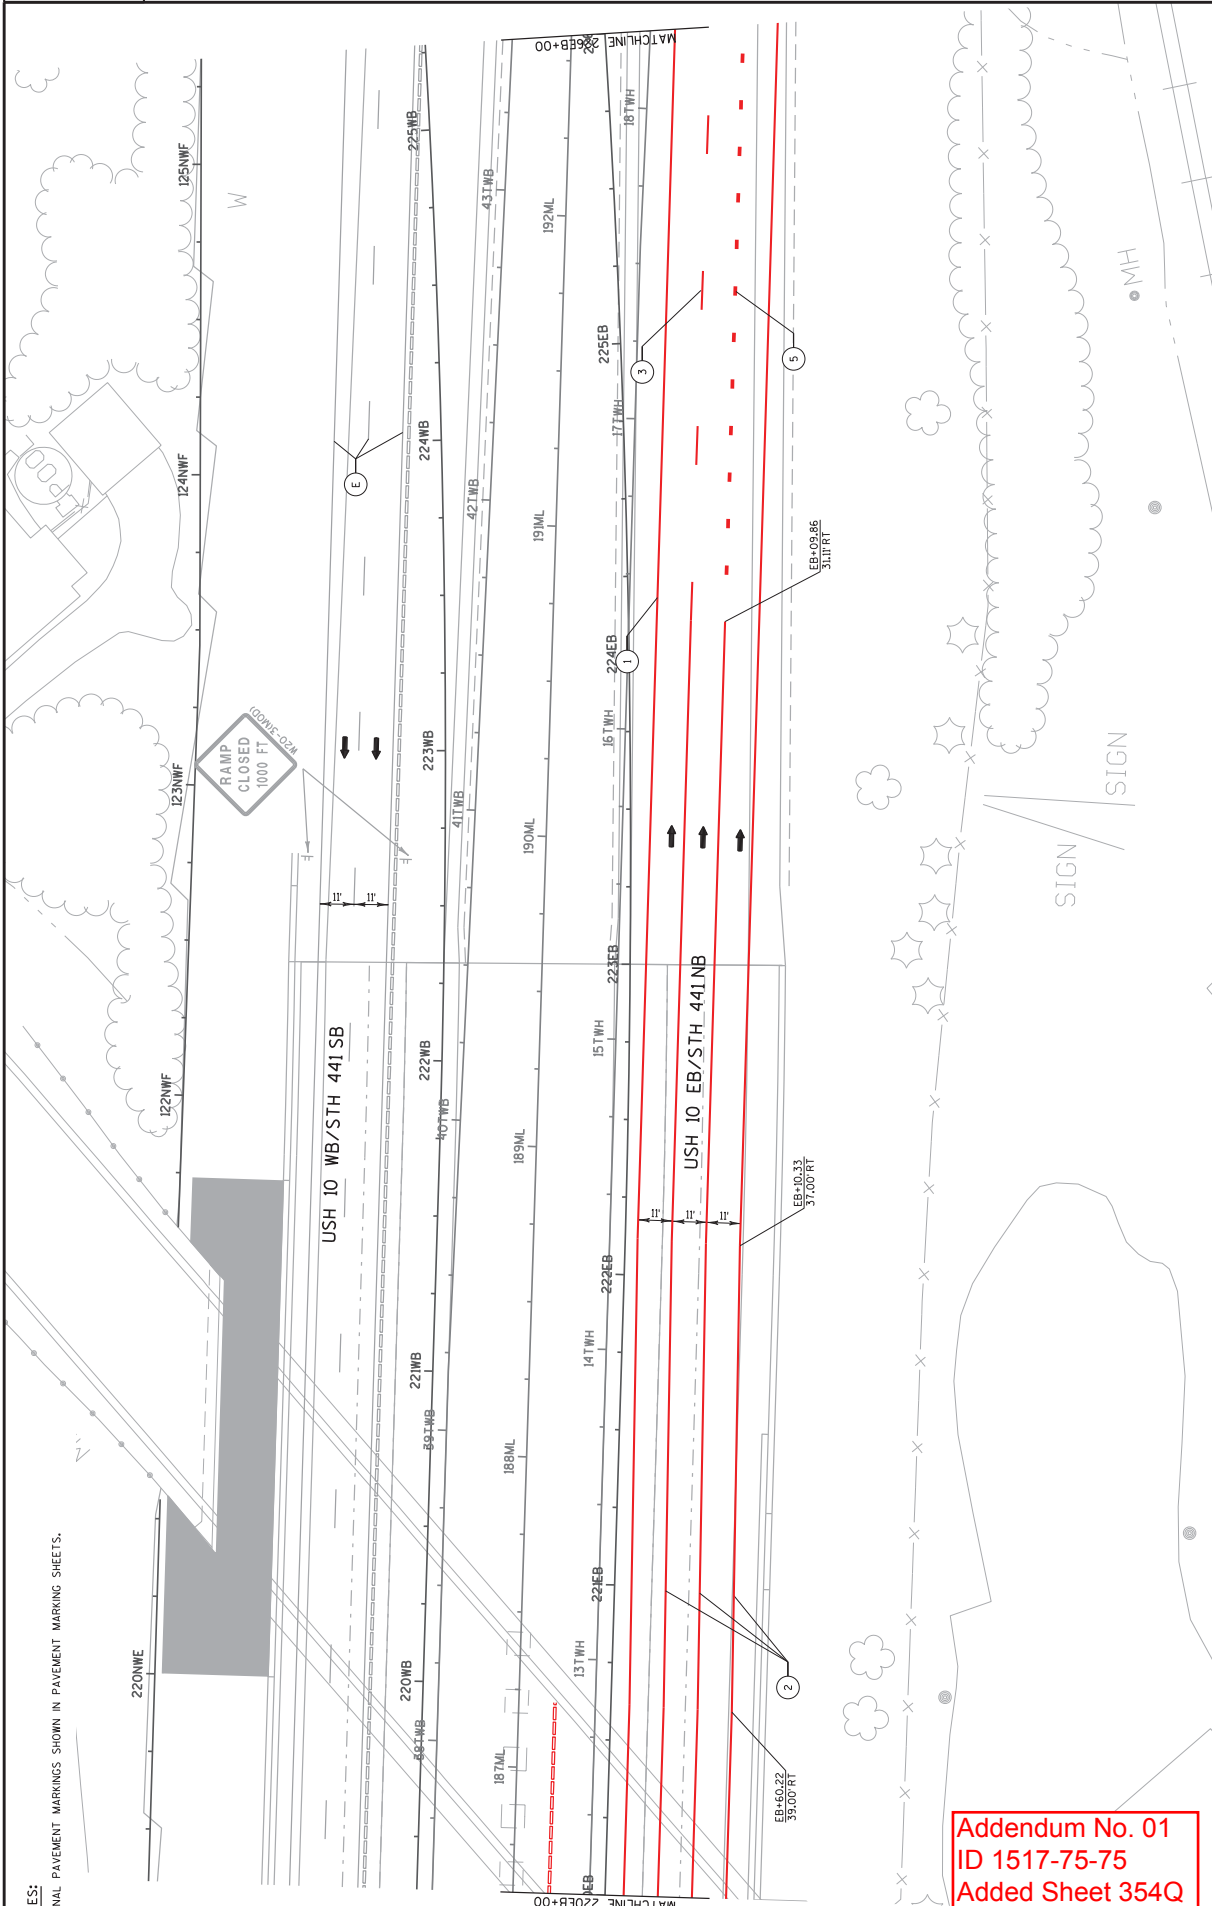 MATCHLINE 226EB+00
125NWF
124NWF
123NWF
122NWF
220NWE
POOL
W
RAMP
CLOSED
1000 FT
W20-3(MOD)
225WB
224WB
223WB
222WB
221WB
220WB
E
11'
11'
USH 10 WB/STH 441 SB
43TWB
42TWB
41TWB
40TWB
39TWB
38TWB
192ML
191ML
190ML
189ML
188ML
187ML
225EB
224EB
223EB
222EB
221EB
18TWH
17TWH
16TWH
15TWH
14TWH
13TWH
3
5
1
EB+09.86
31.11' RT
USH 10 EB/STH 441 NB
11'
11'
11'
EB+10.33
37.00' RT
2
EB+60.22
39.00' RT
MH
SIGN
SIGN
ES:
NAL PAVEMENT MARKINGS SHOWN IN PAVEMENT MARKING SHEETS.
MATCHLINE 220EB+00
Addendum No. 01
ID 1517-75-75
Added Sheet 354Q